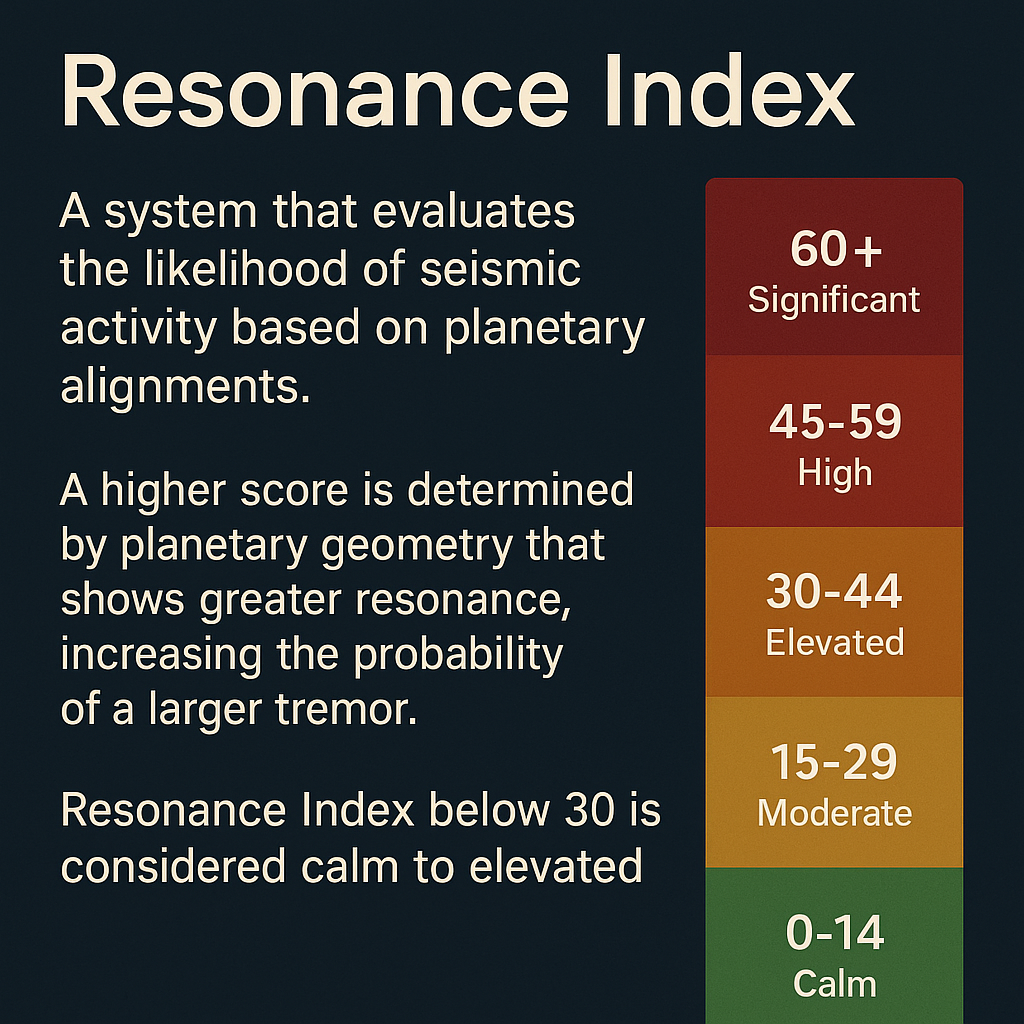 Resonance Index
A system that evaluates
the likelihood of seismic
activity based on planetary
alignments.
A higher score is determined
by planetary geometry that
shows greater resonance,
increasing the probability
of a larger tremor.
Resonance Index below 30 is
considered calm to elevated
60+
Significant
45-59
High
30-44
Elevated
15-29
Moderate
0-14
Calm